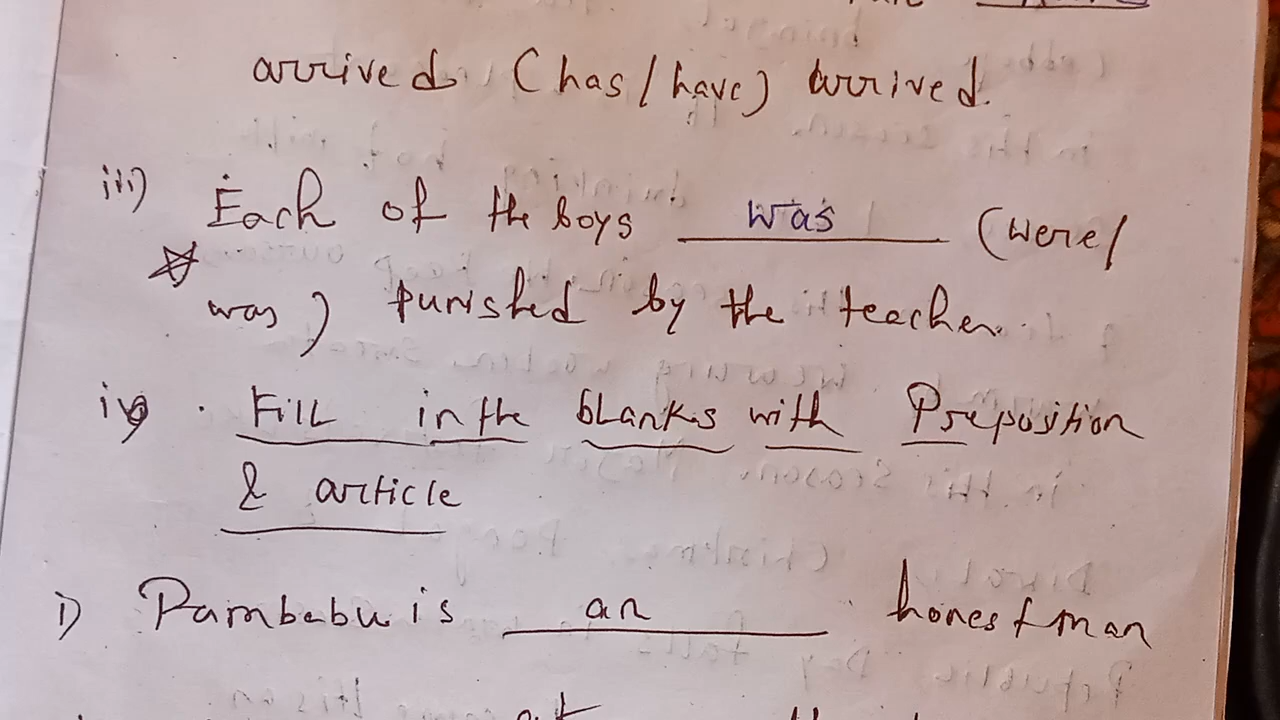 arrived (has/have) arrived.
iii) Each of the boys was (were/
was) punished by the teacher.
iv. Fill in the blanks with Preposition
& article
i) Rambabu is an honest man
at